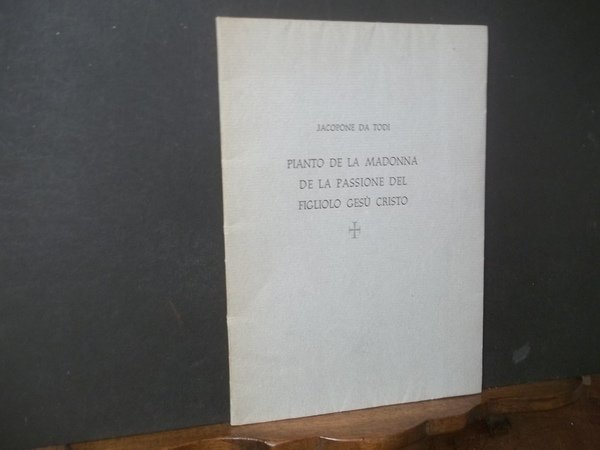 JACOPONE DA TODI
PIANTO DE LA MADONNA
DE LA PASSIONE DEL
FIGLIOLO GESÙ CRISTO